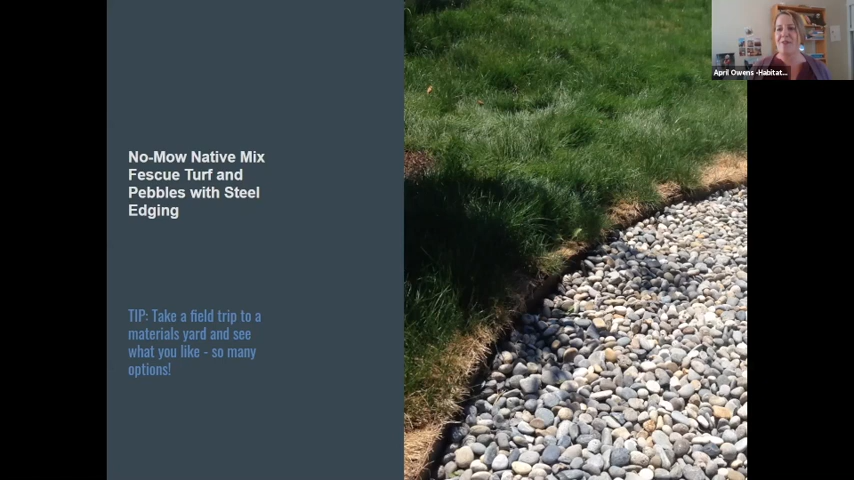 No-Mow Native Mix
Fescue Turf and
Pebbles with Steel
Edging
TIP: Take a field trip to a
materials yard and see
what you like - so many
options!
April Owens -Habitat...